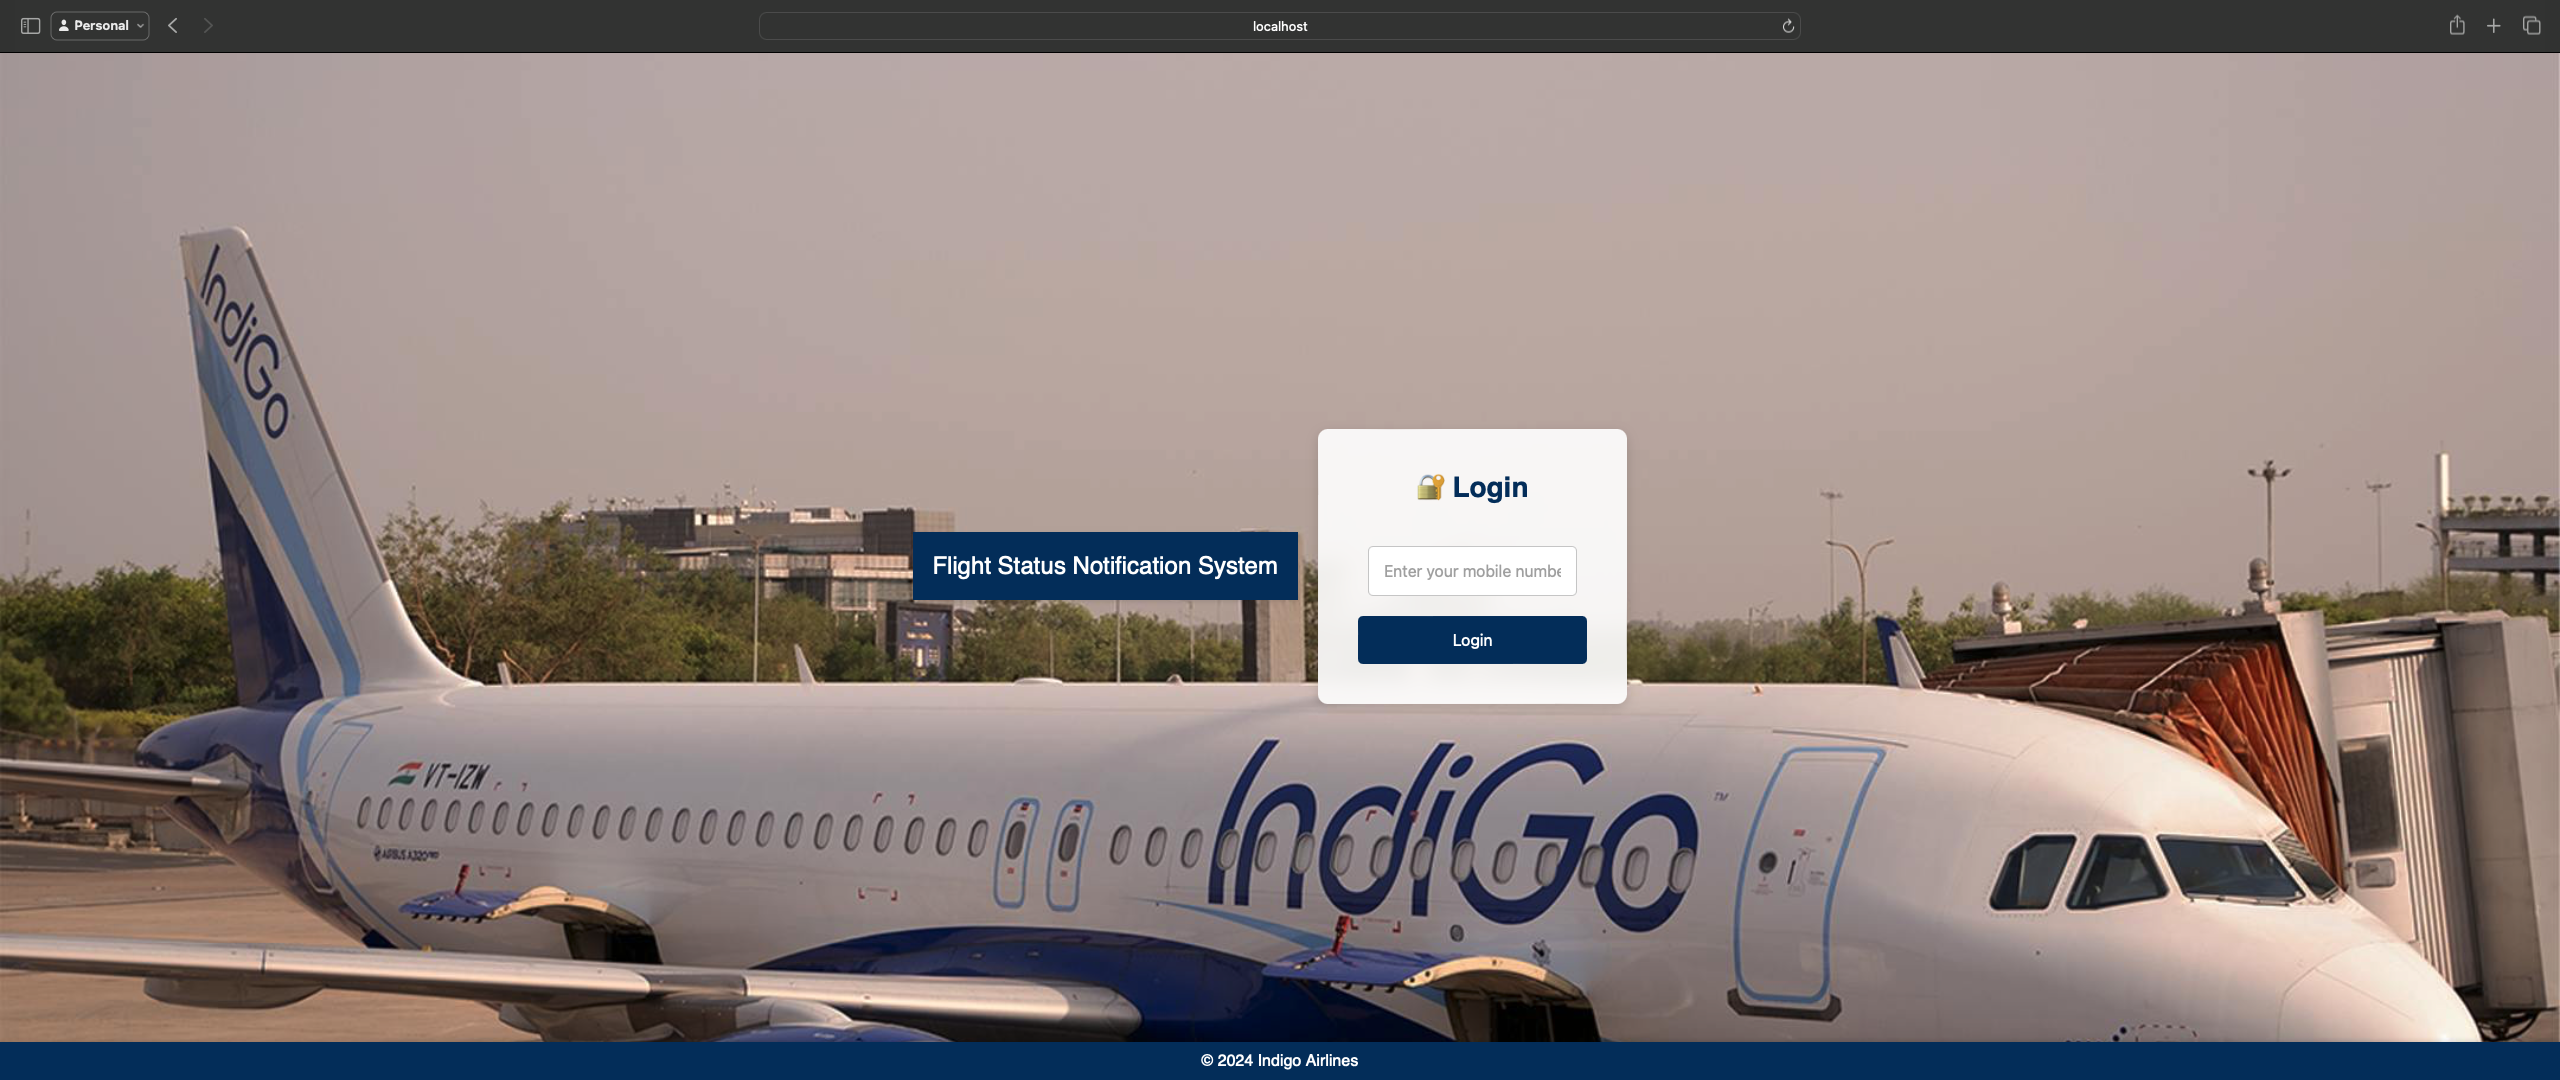 Personal
localhost
IndiGo
Login
Flight Status Notification System
Enter your mobile numbe
Login
VT-IZW
IndiGo
TM
AIRBUS A320neo
© 2024 Indigo Airlines